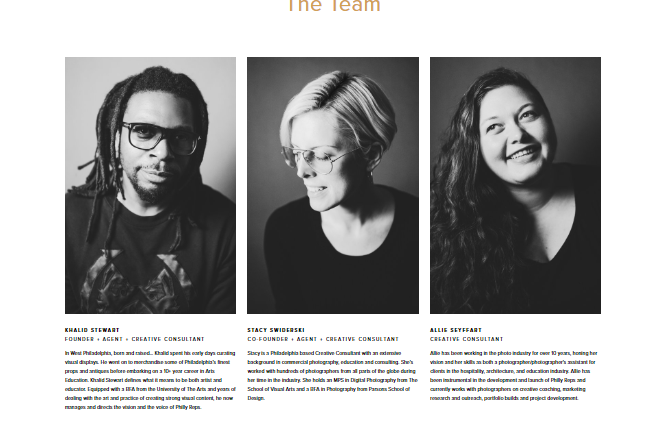 The Team
KHALID STEWART
FOUNDER + AGENT + CREATIVE CONSULTANT
In West Philadelphia, born and raised... Khalid spent his early days curating
visual displays. He went on to merchandise some of Philadelphia's finest
props and antiques before embarking on a 10+ year career in Arts
Education. Khalid Stewart defines what it means to be both artist and
educator. Equipped with a BFA from the University of The Arts and years of
dealing with the art and practice of creating strong visual content, he now
manages and directs the vision and the voice of Philly Reps.
STACY SWIDERSKI
CO-FOUNDER + AGENT + CREATIVE CONSULTANT
Stacy is a Philadelphia based Creative Consultant with an extensive
background in commercial photography, education and consulting. She's
worked with hundreds of photographers from all parts of the globe during
her time in the industry. She holds an MPS in Digital Photography from The
School of Visual Arts and a BFA in Photography from Parsons School of
Design.
ALLIE SEYFFART
CREATIVE CONSULTANT
Allie has been working in the photo industry for over 10 years, honing her
vision and her skills as both a photographer/photographer's assistant for
clients in the hospitality, architecture, and education industry. Allie has
been instrumental in the development and launch of Philly Reps and
currently works with photographers on creative coaching, marketing
research and outreach, portfolio builds and project development.